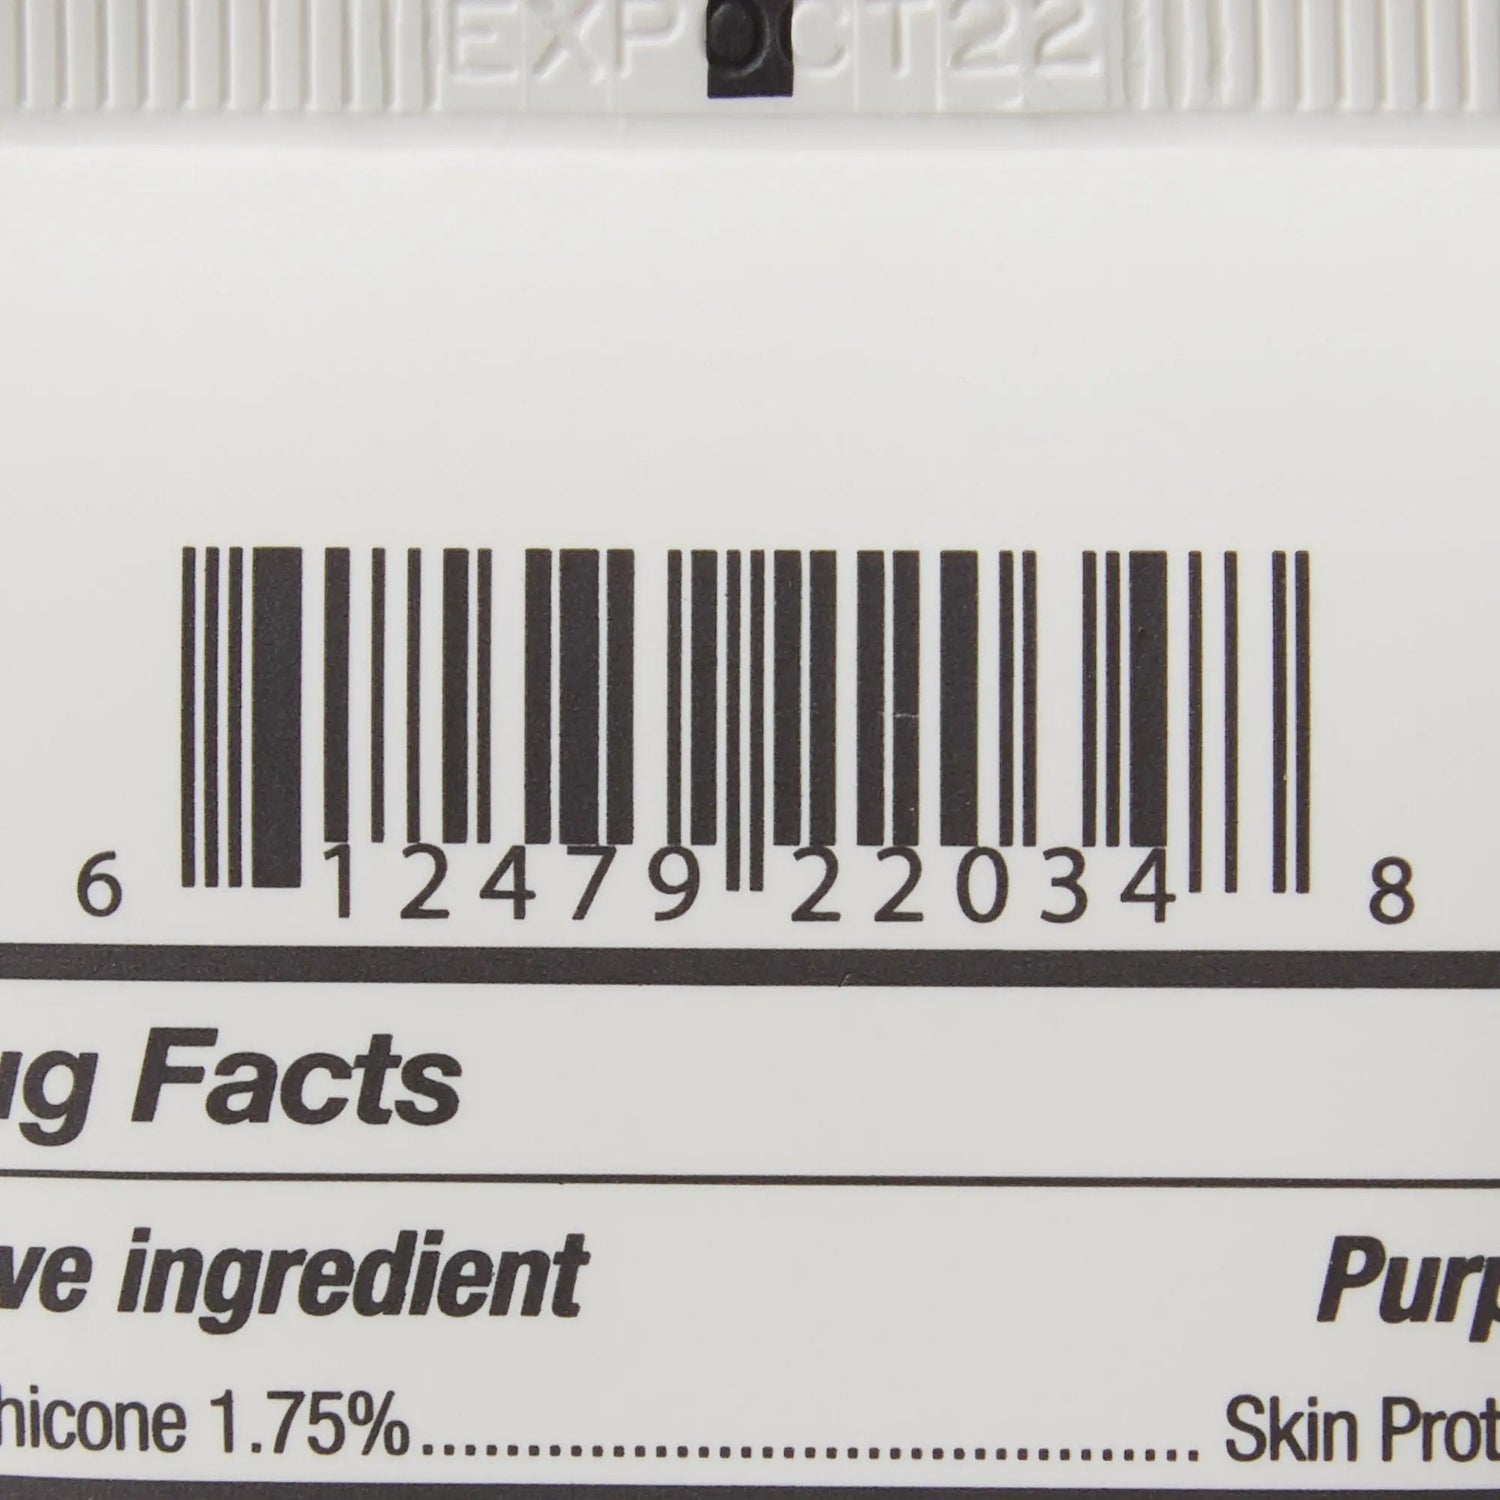 EXP OCT22
6 12479 22034 8
ug Facts
ve ingredient Purp
hicone 1.75%.......................................... Skin Prot